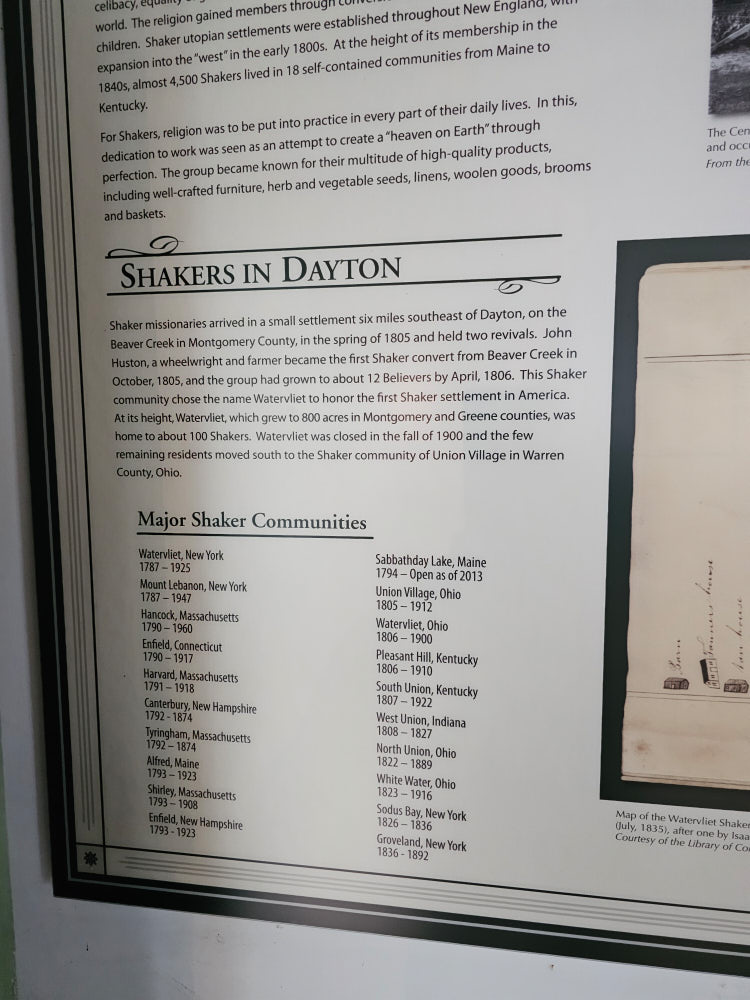 celibacy, equality
world. The religion gained members through
children. Shaker utopian settlements were established throughout New England, with
expansion into the "west" in the early 1800s. At the height of its membership in the
1840s, almost 4,500 Shakers lived in 18 self-contained communities from Maine to
Kentucky.
For Shakers, religion was to be put into practice in every part of their daily lives. In this,
dedication to work was seen as an attempt to create a "heaven on Earth" through
perfection. The group became known for their multitude of high-quality products,
including well-crafted furniture, herb and vegetable seeds, linens, woolen goods, brooms
and baskets.
SHAKERS IN DAYTON
Shaker missionaries arrived in a small settlement six miles southeast of Dayton, on the
Beaver Creek in Montgomery County, in the spring of 1805 and held two revivals. John
Huston, a wheelwright and farmer became the first Shaker convert from Beaver Creek in
October, 1805, and the group had grown to about 12 Believers by April, 1806. This Shaker
community chose the name Watervliet to honor the first Shaker settlement in America.
At its height, Watervliet, which grew to 800 acres in Montgomery and Greene counties, was
home to about 100 Shakers. Watervliet was closed in the fall of 1900 and the few
remaining residents moved south to the Shaker community of Union Village in Warren
County, Ohio.
Major Shaker Communities
Watervliet, New York
1787 – 1925
Mount Lebanon, New York
1787 – 1947
Hancock, Massachusetts
1790 – 1960
Enfield, Connecticut
1790 – 1917
Harvard, Massachusetts
1791 – 1918
Canterbury, New Hampshire
1792 - 1874
Tyringham, Massachusetts
1792 – 1874
Alfred, Maine
1793 – 1923
Shirley, Massachusetts
1793 – 1908
Enfield, New Hampshire
1793 - 1923
Sabbathday Lake, Maine
1794 – Open as of 2013
Union Village, Ohio
1805 – 1912
Watervliet, Ohio
1806 – 1900
Pleasant Hill, Kentucky
1806 – 1910
South Union, Kentucky
1807 – 1922
West Union, Indiana
1808 – 1827
North Union, Ohio
1822 – 1889
White Water, Ohio
1823 – 1916
Sodus Bay, New York
1826 – 1836
Groveland, New York
1836 - 1892
The Cen
and occ
From the
Barn
Tanners house
Tan house
Map of the Watervliet Shaker
(July, 1835), after one by Isaa
Courtesy of the Library of Co